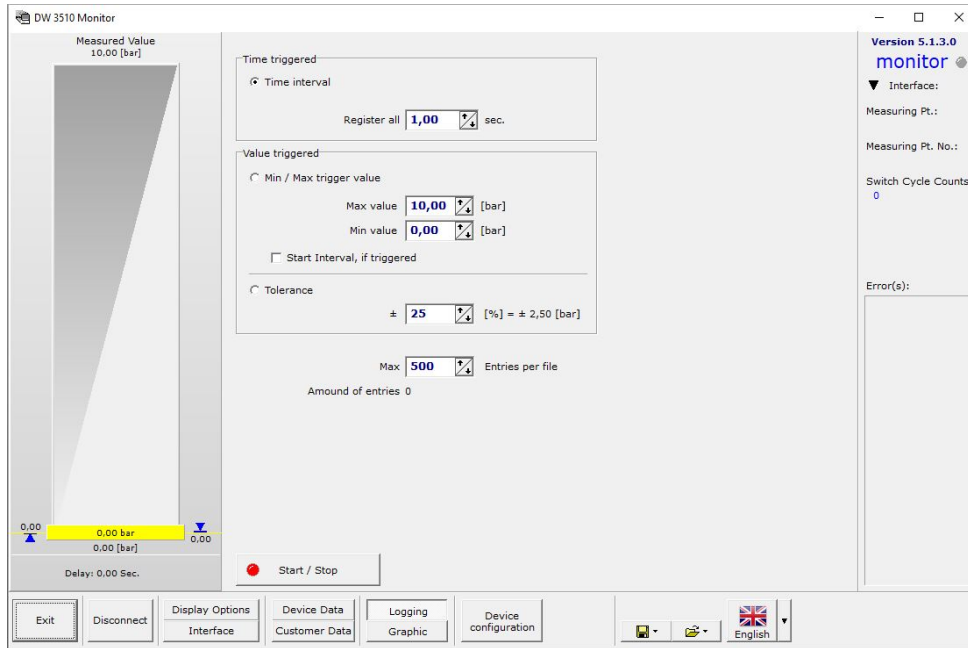 DW 3510 Monitor
Measured Value
10,00 [bar]
0,00
0,00 bar
0,00
0,00 [bar]
Delay: 0,00 Sec.
Time triggered
Time interval
Register all 1,00 sec.
Value triggered
Min / Max trigger value
Max value 10,00 [bar]
Min value 0,00 [bar]
Start Interval, if triggered
Tolerance
± 25 [%] = ± 2,50 [bar]
Max 500 Entries per file
Amount of entries 0
Start / Stop
Version 5.1.3.0
monitor
Interface:
Measuring Pt.:
Measuring Pt. No.:
Switch Cycle Counts
0
Error(s):
Exit
Disconnect
Display Options
Interface
Device Data
Customer Data
Logging
Graphic
Device
configuration
English